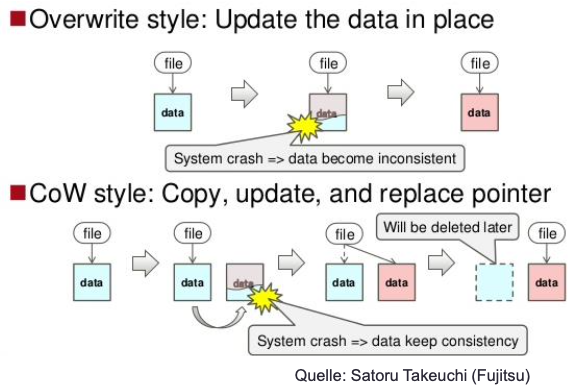 Overwrite style: Update the data in place
file
file
file
data
data
data
System crash => data become inconsistent
CoW style: Copy, update, and replace pointer
Will be deleted later
file
file
file
file
data
data
data
data
data
data
System crash => data keep consistency
Quelle: Satoru Takeuchi (Fujitsu)